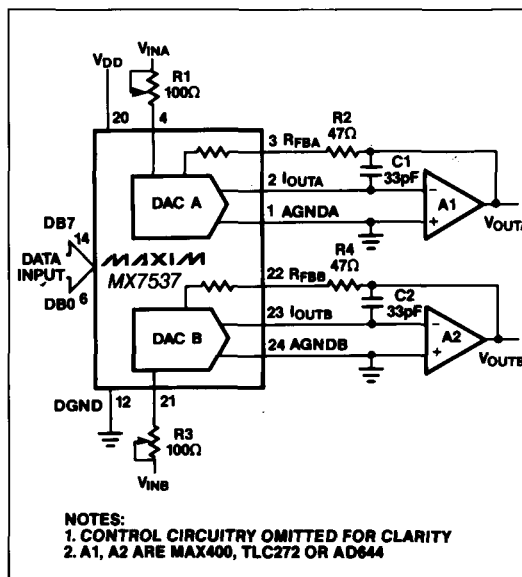 VINA
VDD
R1
100Ω
20
4
3 RFBA
R2
47Ω
2 IOUTA
C1
33pF
DAC A
1 AGNDA
A1
VOUTA
DB7
14
DATA
INPUT
MAXIM
MX7537
DB0
6
22 RFBB
R4
47Ω
23 IOUTB
C2
33pF
DAC B
24 AGNDB
A2
VOUTB
DGND
12
21
R3
100Ω
VINB
NOTES:
1. CONTROL CIRCUITRY OMITTED FOR CLARITY
2. A1, A2 ARE MAX400, TLC272 OR AD644